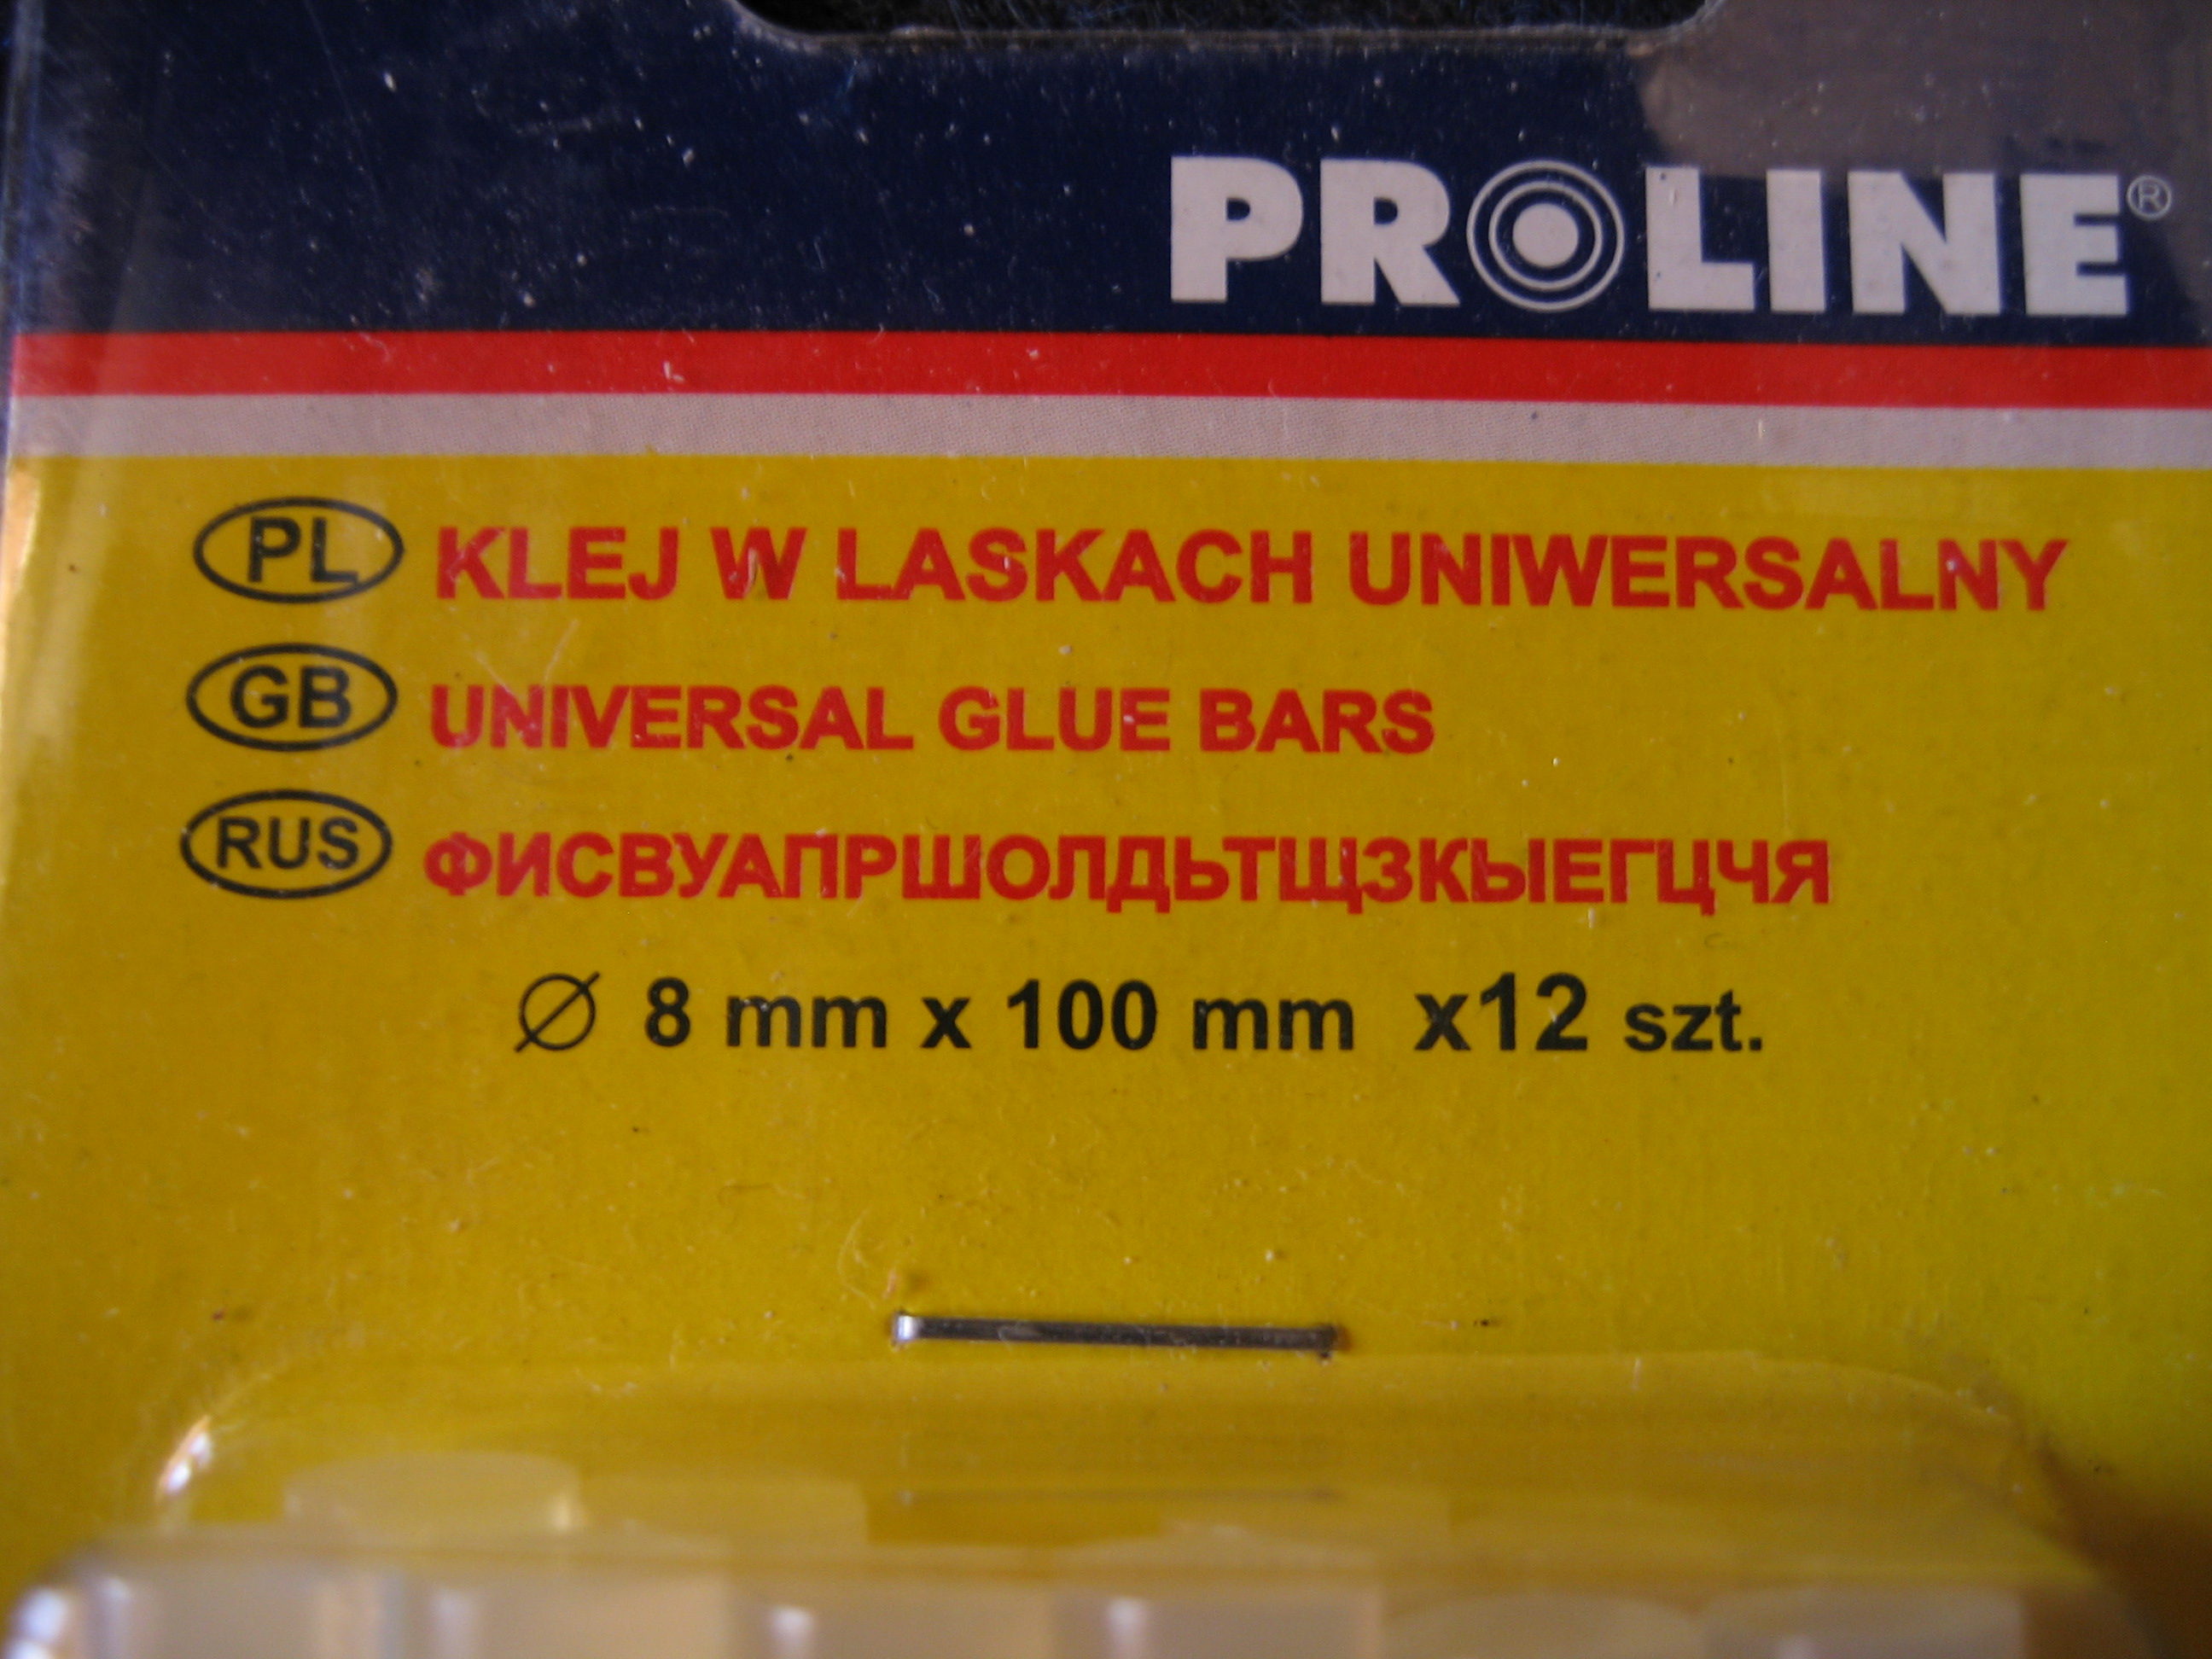 PROLINE®
PL KLEJ W LASKACH UNIWERSALNY
GB UNIVERSAL GLUE BARS
RUS ФИСВУАПРШОЛДЬТЩЗКЫЕГЦЧЯ
Ø 8 mm x 100 mm x12 szt.